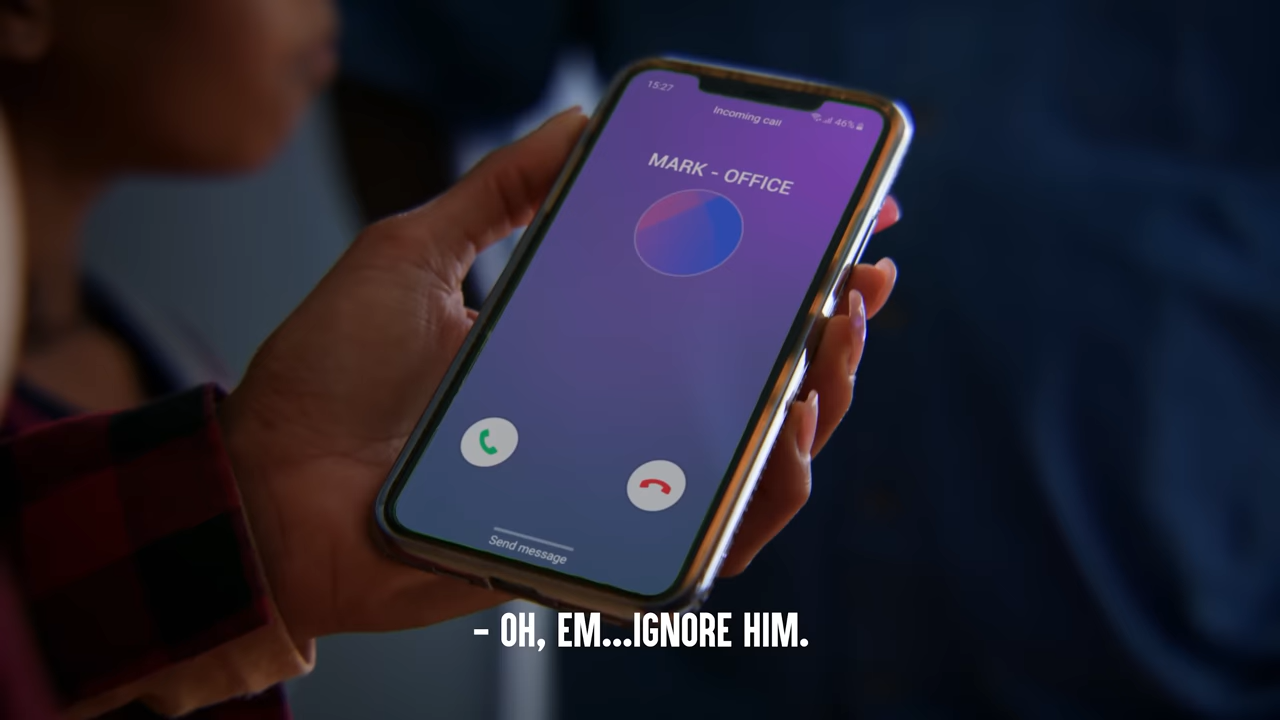 15:27
46%
Incoming call
MARK - OFFICE
Send message
- OH, EM...IGNORE HIM.